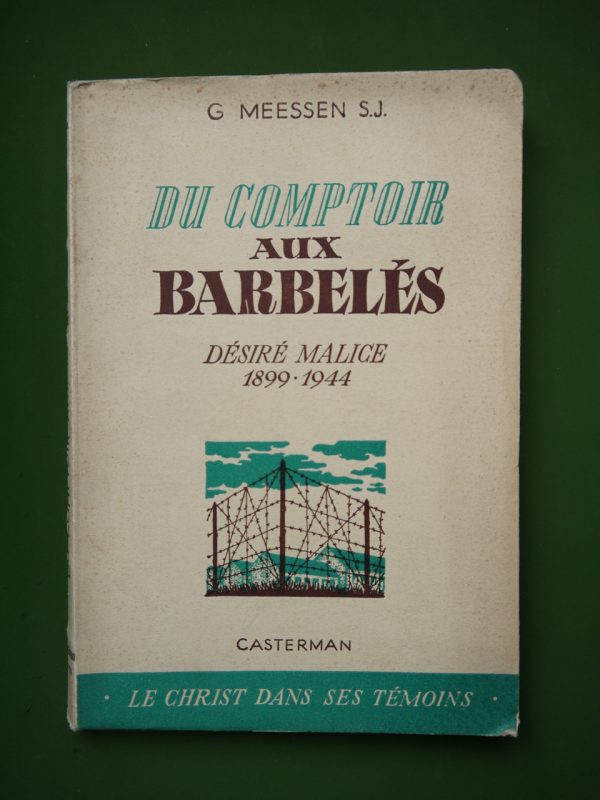 G MEESSEN S.J.
DU COMPTOIR
AUX
BARBELÉS
DÉSIRÉ MALICE
1899·1944
CASTERMAN
· LE CHRIST DANS SES TÉMOINS ·